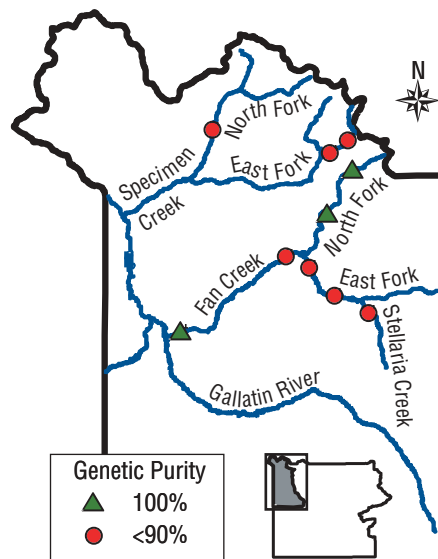 N
North Fork
Specimen
Creek
East Fork
North Fork
Fan Creek
East Fork
Stellaria Creek
Gallatin River
Genetic Purity
100%
<90%